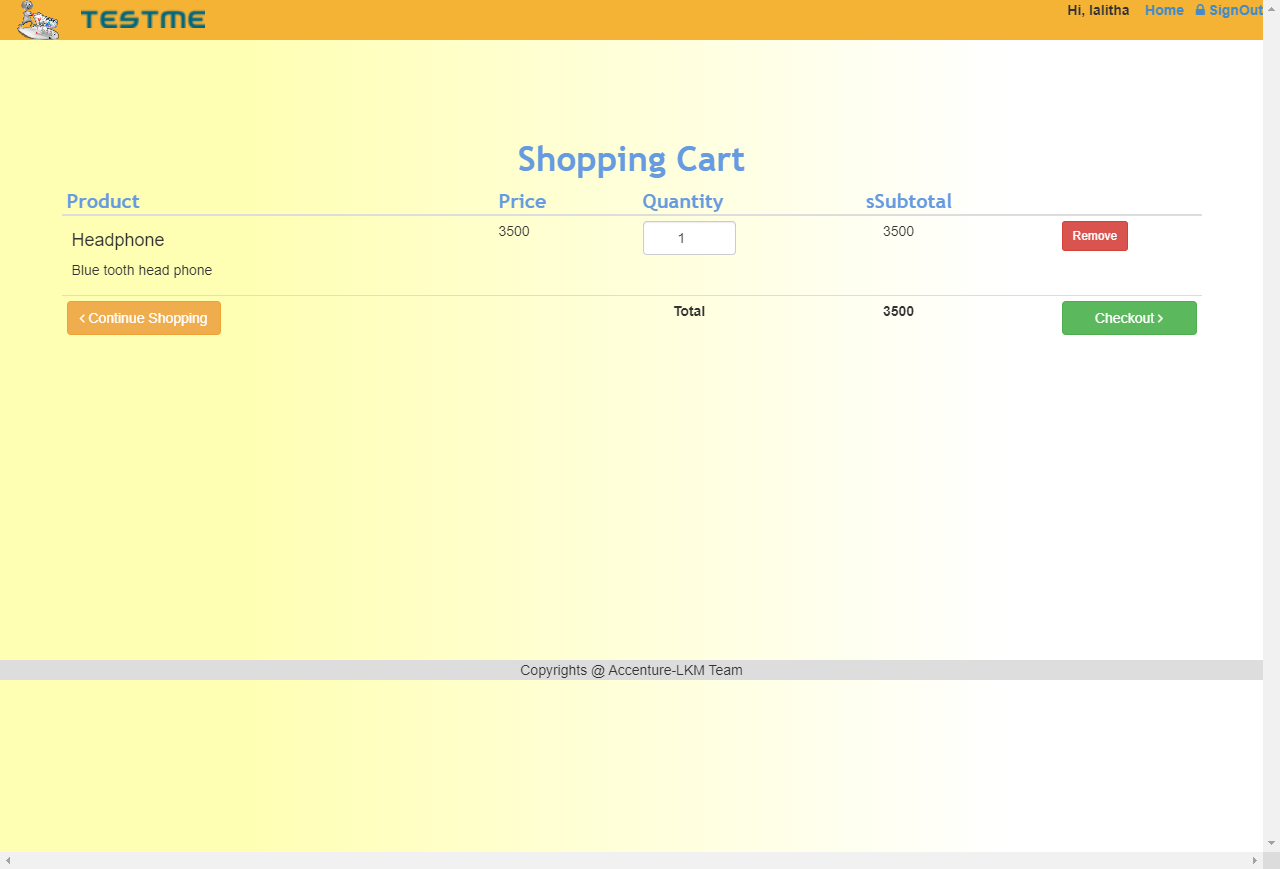 TESTME
Hi, lalitha Home SignOut
Shopping Cart
Product Price Quantity sSubtotal
Headphone 3500 1 3500 Remove
Blue tooth head phone
‹ Continue Shopping Total 3500 Checkout ›
Copyrights @ Accenture-LKM Team